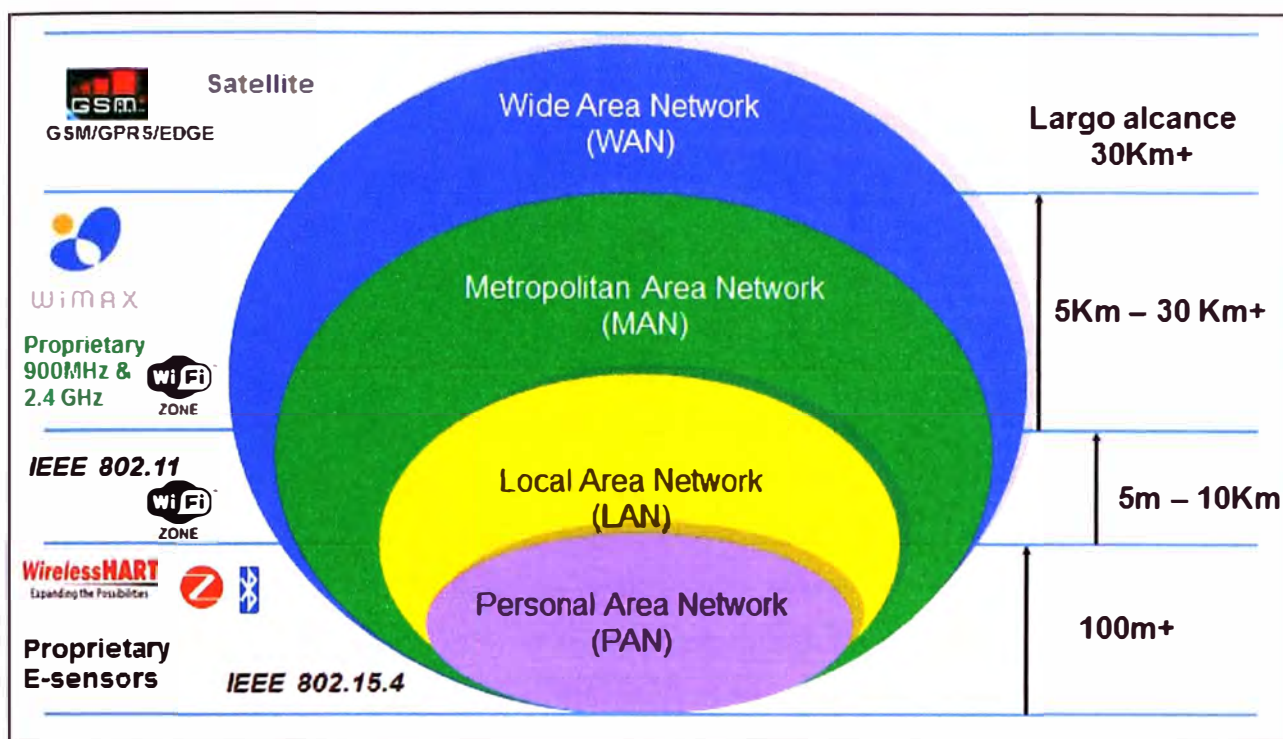 GSM
GSM/GPRS/EDGE
Satellite
Wide Area Network
(WAN)
Largo alcance
30Km+
WiMAX
Proprietary
900MHz &
2.4 GHz
Wi Fi
ZONE
Metropolitan Area Network
(MAN)
5Km – 30 Km+
IEEE 802.11
Wi Fi
ZONE
Local Area Network
(LAN)
5m – 10Km
WirelessHART
Expanding the Possibilities
Personal Area Network
(PAN)
100m+
Proprietary
E-sensors
IEEE 802.15.4